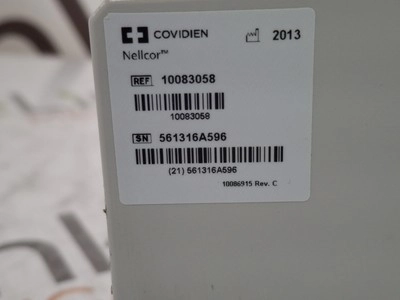 COVIDIEN 2013
Nellcor™
REF 10083058
10083058
SN 561316A596
(21) 561316A596
10086915 Rev. C